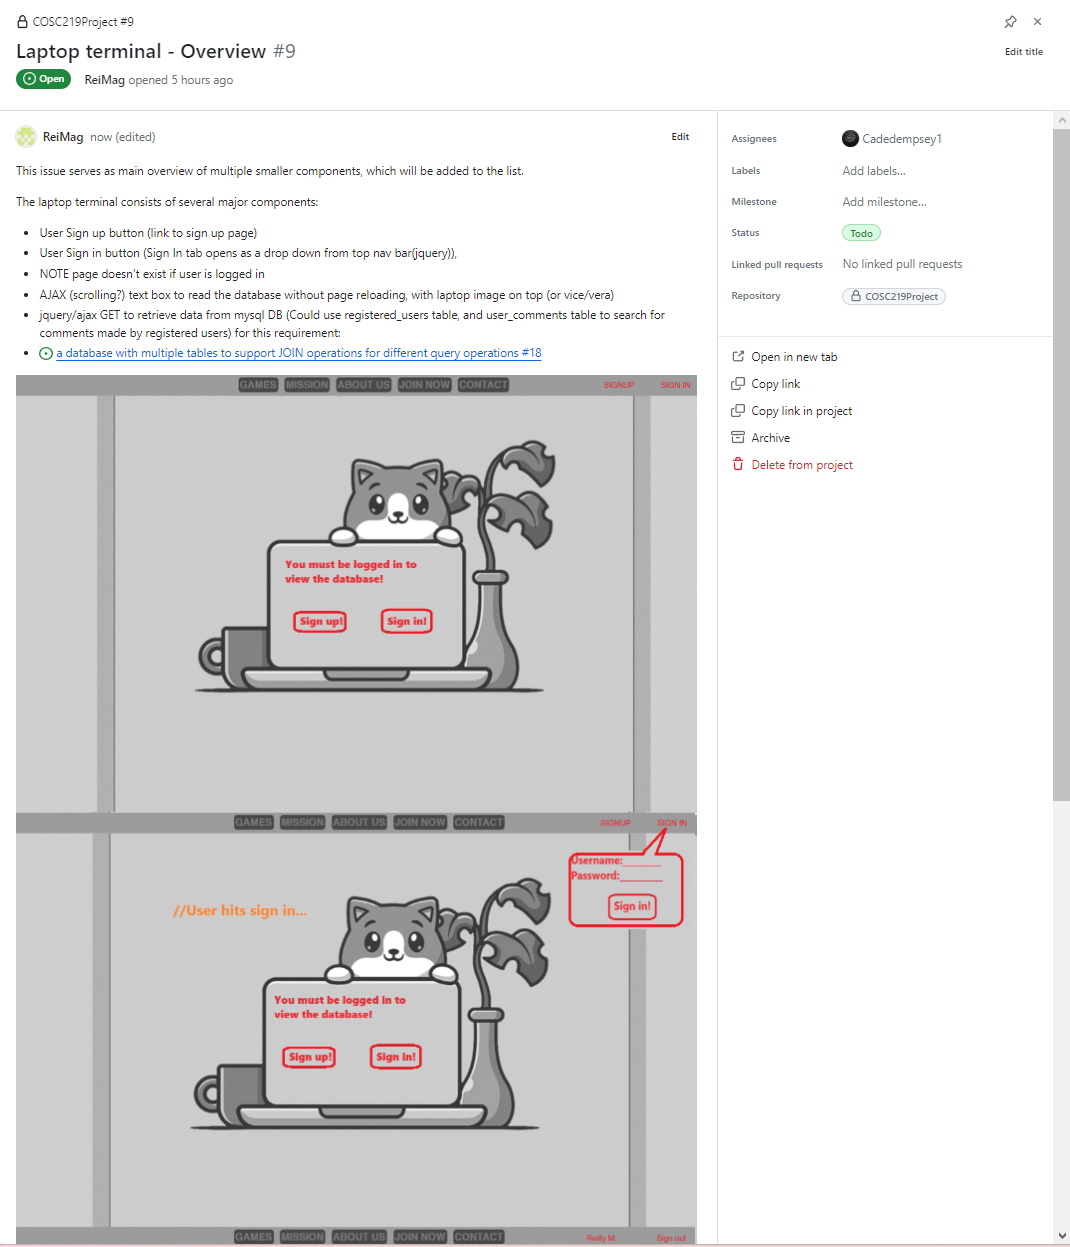 COSC219Project #9
Laptop terminal - Overview #9
Edit title
Open
ReiMag opened 5 hours ago
ReiMag now (edited)
Edit
This issue serves as main overview of multiple smaller components, which will be added to the list.
The laptop terminal consists of several major components:
User Sign up button (link to sign up page)
User Sign in button (Sign In tab opens as a drop down from top nav bar(jquery)),
NOTE page doesn't exist if user is logged in
AJAX (scrolling?) text box to read the database without page reloading, with laptop image on top (or vice/vera)
jquery/ajax GET to retrieve data from mysql DB (Could use registered_users table, and user_comments table to search for
comments made by registered users) for this requirement:
a database with multiple tables to support JOIN operations for different query operations #18
GAMES MISSION ABOUT US JOIN NOW CONTACT SIGNUP SIGN IN
You must be logged in to
view the database!
Sign up! Sign in!
GAMES MISSION ABOUT US JOIN NOW CONTACT SIGNUP SIGN IN
Username:______
Password:______
Sign in!
//User hits sign in...
You must be logged in to
view the database!
Sign up! Sign in!
GAMES MISSION ABOUT US JOIN NOW CONTACT Reilly M. Sign out
Assignees Cadedempsey1
Labels Add labels...
Milestone Add milestone...
Status Todo
Linked pull requests No linked pull requests
Repository COSC219Project
Open in new tab
Copy link
Copy link in project
Archive
Delete from project